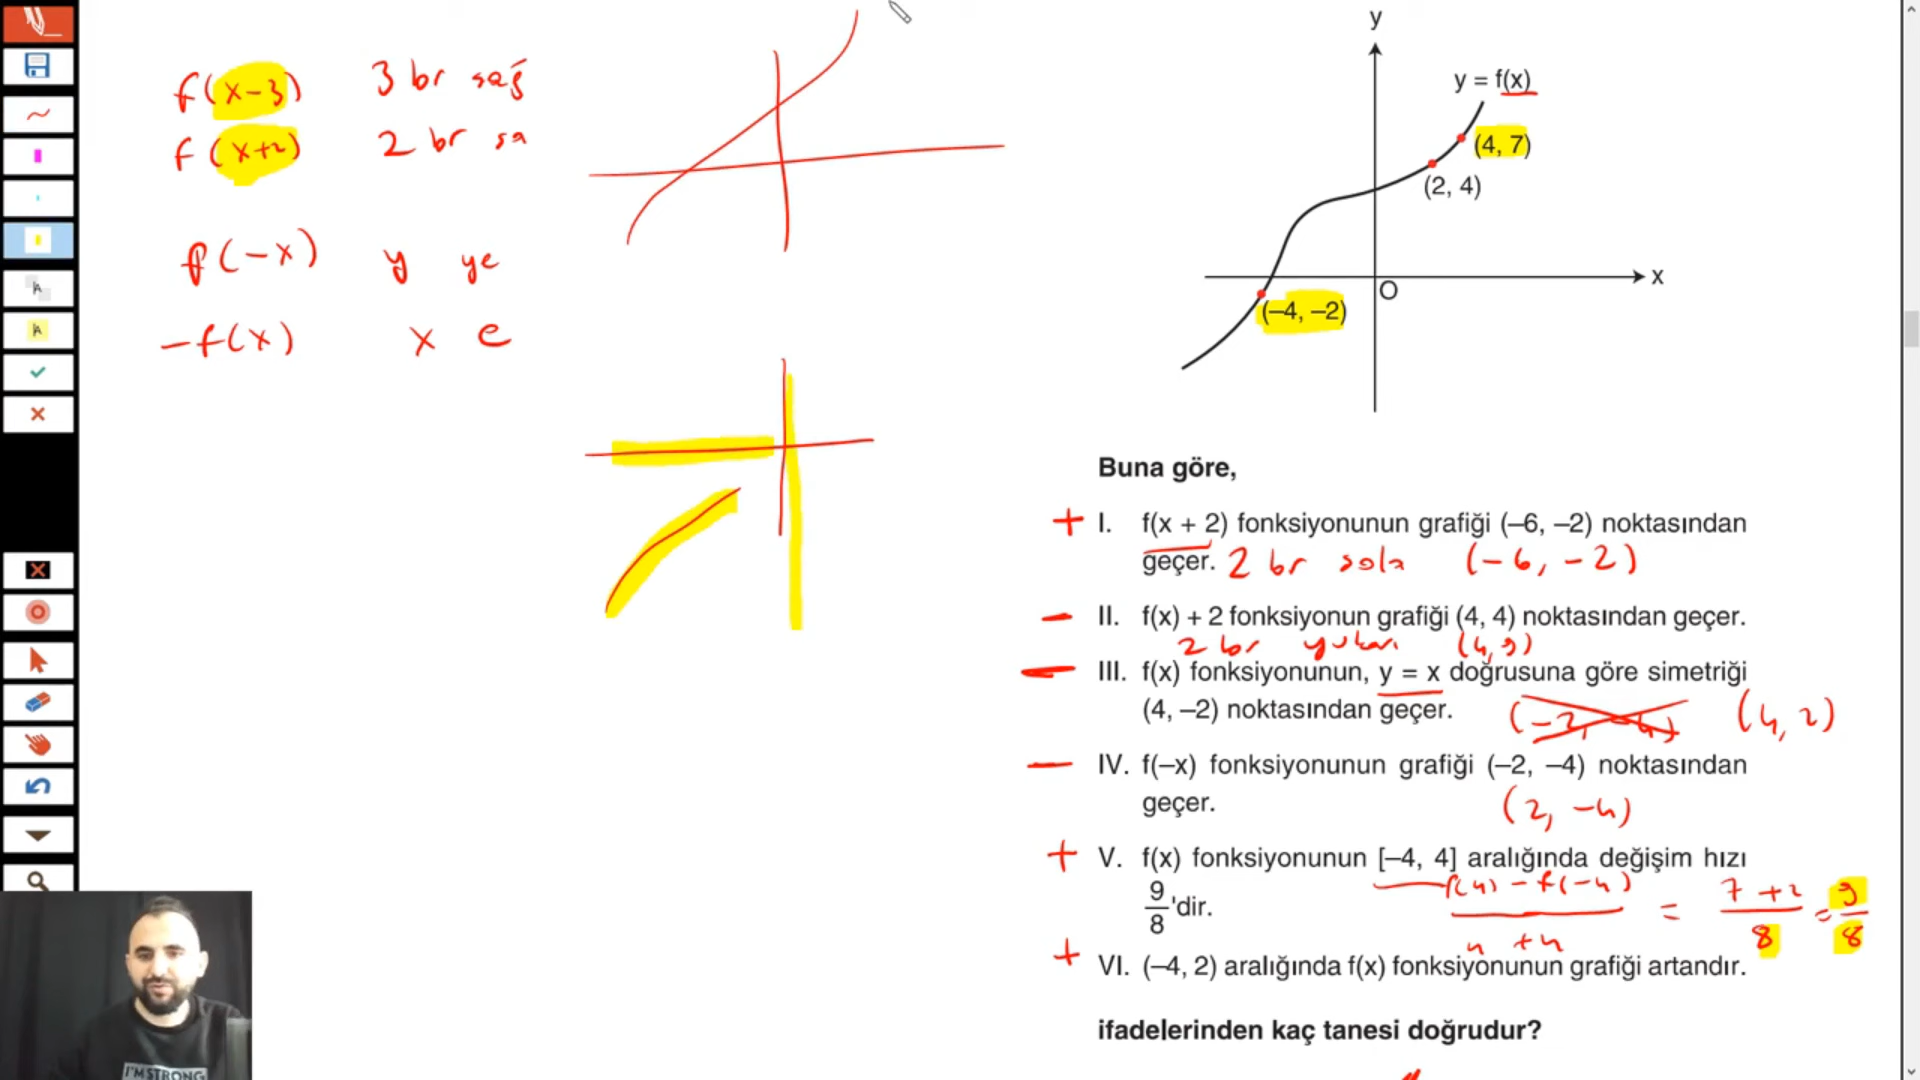 f(x-3) 3 br sağ
f(x+2) 2 br sa
f(-x) y ye
-f(x) x e
y
y = f(x)
(4, 7)
(2, 4)
x
O
(–4, –2)
Buna göre,
+ I. f(x + 2) fonksiyonunun grafiği (–6, –2) noktasından
geçer. 2 br sola (-6, -2)
– II. f(x) + 2 fonksiyonun grafiği (4, 4) noktasından geçer.
2 br yukarı (4,9)
– III. f(x) fonksiyonunun, y = x doğrusuna göre simetriği
(4, –2) noktasından geçer. (-2, -4) (4, 2)
– IV. f(–x) fonksiyonunun grafiği (–2, –4) noktasından
geçer. (2, -4)
+ V. f(x) fonksiyonunun [–4, 4] aralığında değişim hızı
9/8'dir. f(4) - f(-4) / 4 + 4 = 7 + 2 / 8 = 9/8
+ VI. (–4, 2) aralığında f(x) fonksiyonunun grafiği artandır.
ifadelerinden kaç tanesi doğrudur?
I'M STRONG